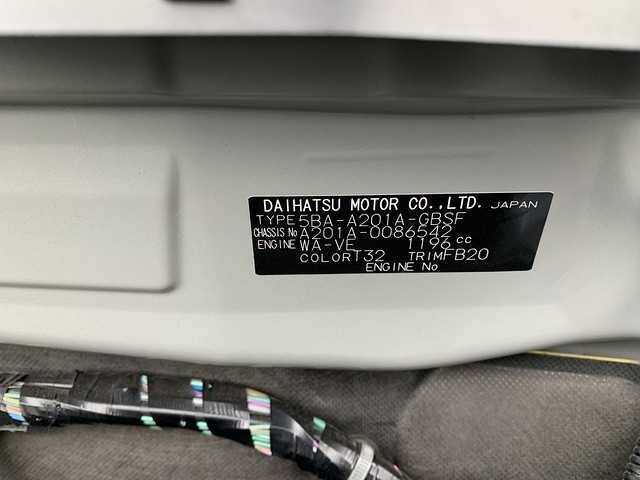 DAIHATSU MOTOR CO.,LTD. JAPAN
TYPE 5BA-A201A-GBSF
CHASSIS No A201A-0086542
ENGINE WA-VE 1196 cc
COLOR T32 TRIM FB20
ENGINE No